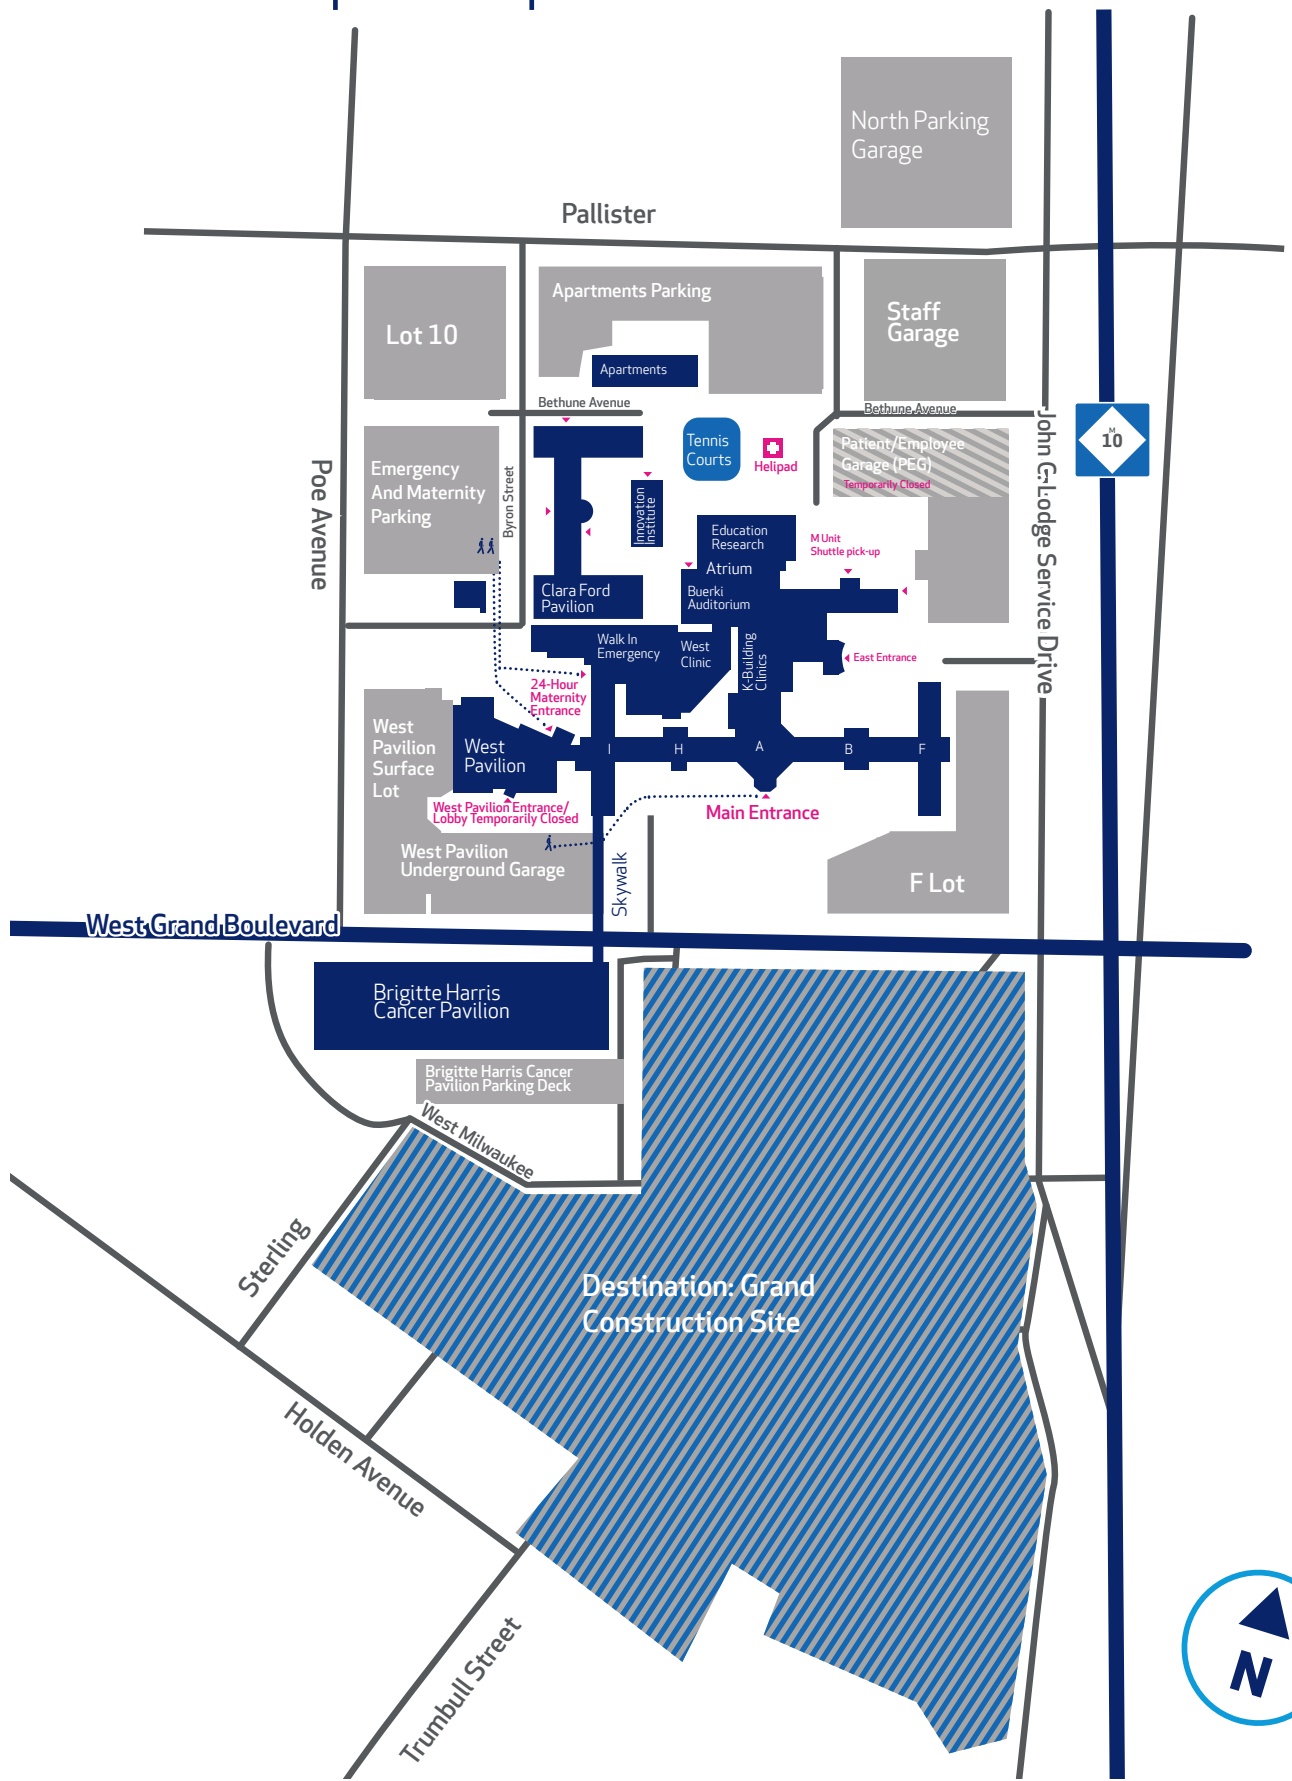 North Parking
Garage
Pallister
Apartments Parking
Staff
Garage
Lot 10
Apartments
Bethune Avenue
Bethune Avenue
M
10
Tennis
Courts
Helipad
Patient/Employee
Garage (PEG)
Temporarily Closed
Emergency
And Maternity
Parking
Poe Avenue
Byron Street
Innovation
Institute
John C. Lodge Service Drive
Education
Research
Atrium
M Unit
Shuttle pick-up
Clara Ford
Pavilion
Buerki
Auditorium
Walk In
Emergency
West
Clinic
K-Building
Clinics
East Entrance
24-Hour
Maternity
Entrance
West
Pavilion
Surface
Lot
West
Pavilion
I
H
A
B
F
West Pavilion Entrance/
Lobby Temporarily Closed
Main Entrance
West Pavilion
Underground Garage
Skywalk
F Lot
West Grand Boulevard
Brigitte Harris
Cancer Pavilion
Brigitte Harris Cancer
Pavilion Parking Deck
West Milwaukee
Sterling
Destination: Grand
Construction Site
Holden Avenue
Trumbull Street
N